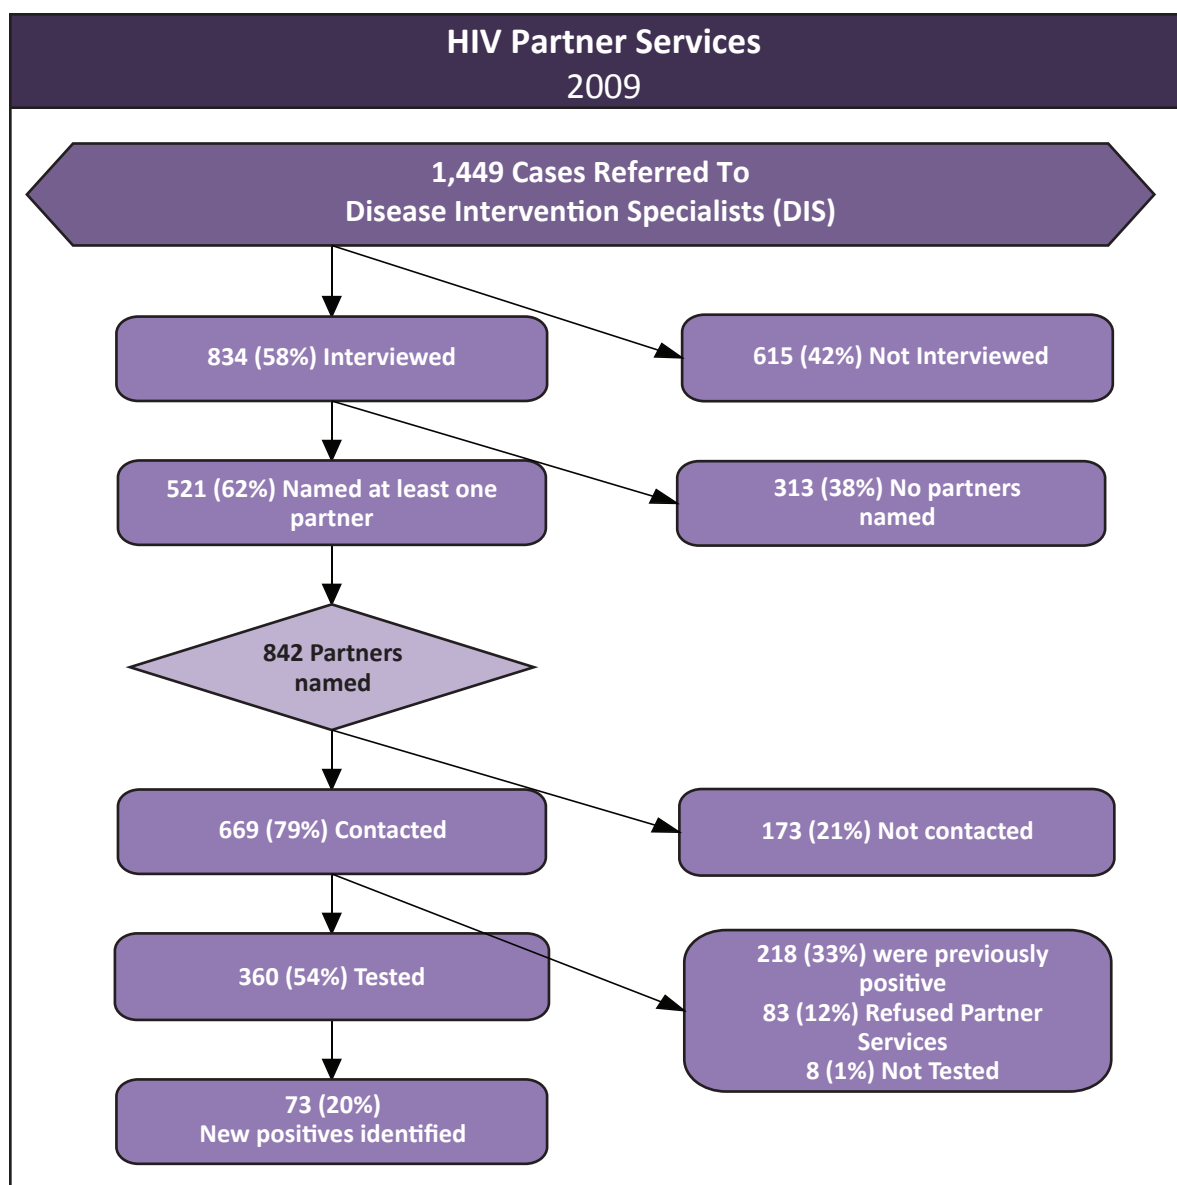 HIV Partner Services
2009
1,449 Cases Referred To
Disease Intervention Specialists (DIS)
834 (58%) Interviewed
615 (42%) Not Interviewed
521 (62%) Named at least one
partner
313 (38%) No partners
named
842 Partners
named
669 (79%) Contacted
173 (21%) Not contacted
360 (54%) Tested
218 (33%) were previously
positive
83 (12%) Refused Partner
Services
8 (1%) Not Tested
73 (20%)
New positives identified